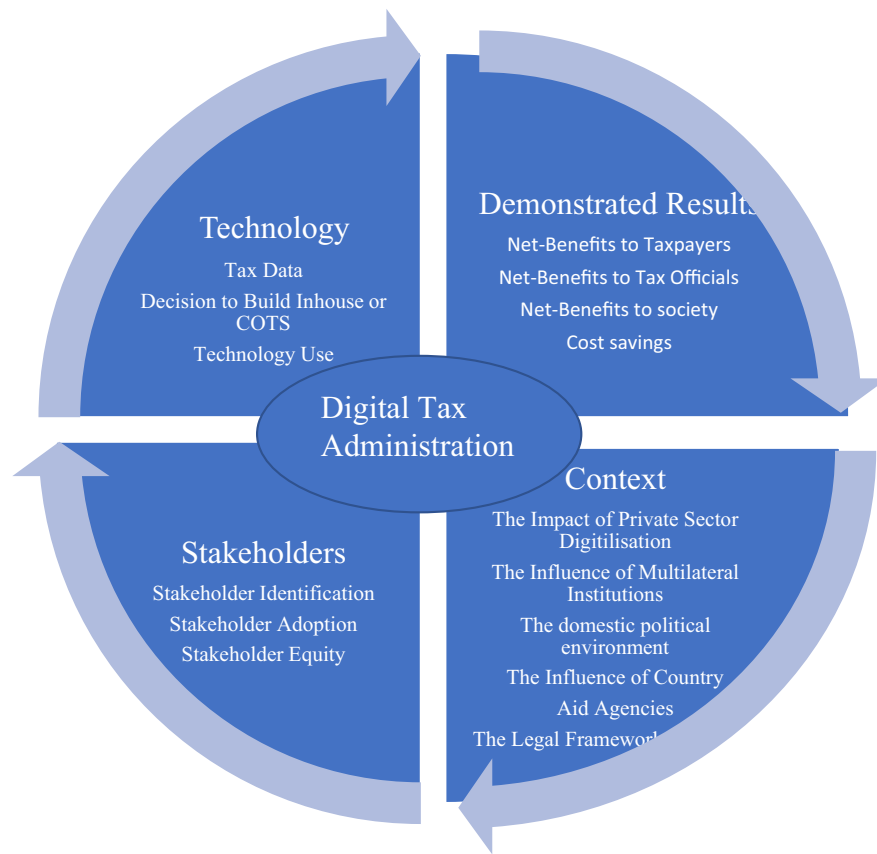 Technology
Tax Data
Decision to Build Inhouse or
COTS
Technology Use
Demonstrated Results
Net-Benefits to Taxpayers
Net-Benefits to Tax Officials
Net-Benefits to society
Cost savings
Digital Tax
Administration
Stakeholders
Stakeholder Identification
Stakeholder Adoption
Stakeholder Equity
Context
The Impact of Private Sector
Digitilisation
The Influence of Multilateral
Institutions
The domestic political
environment
The Influence of Country
Aid Agencies
The Legal Framework